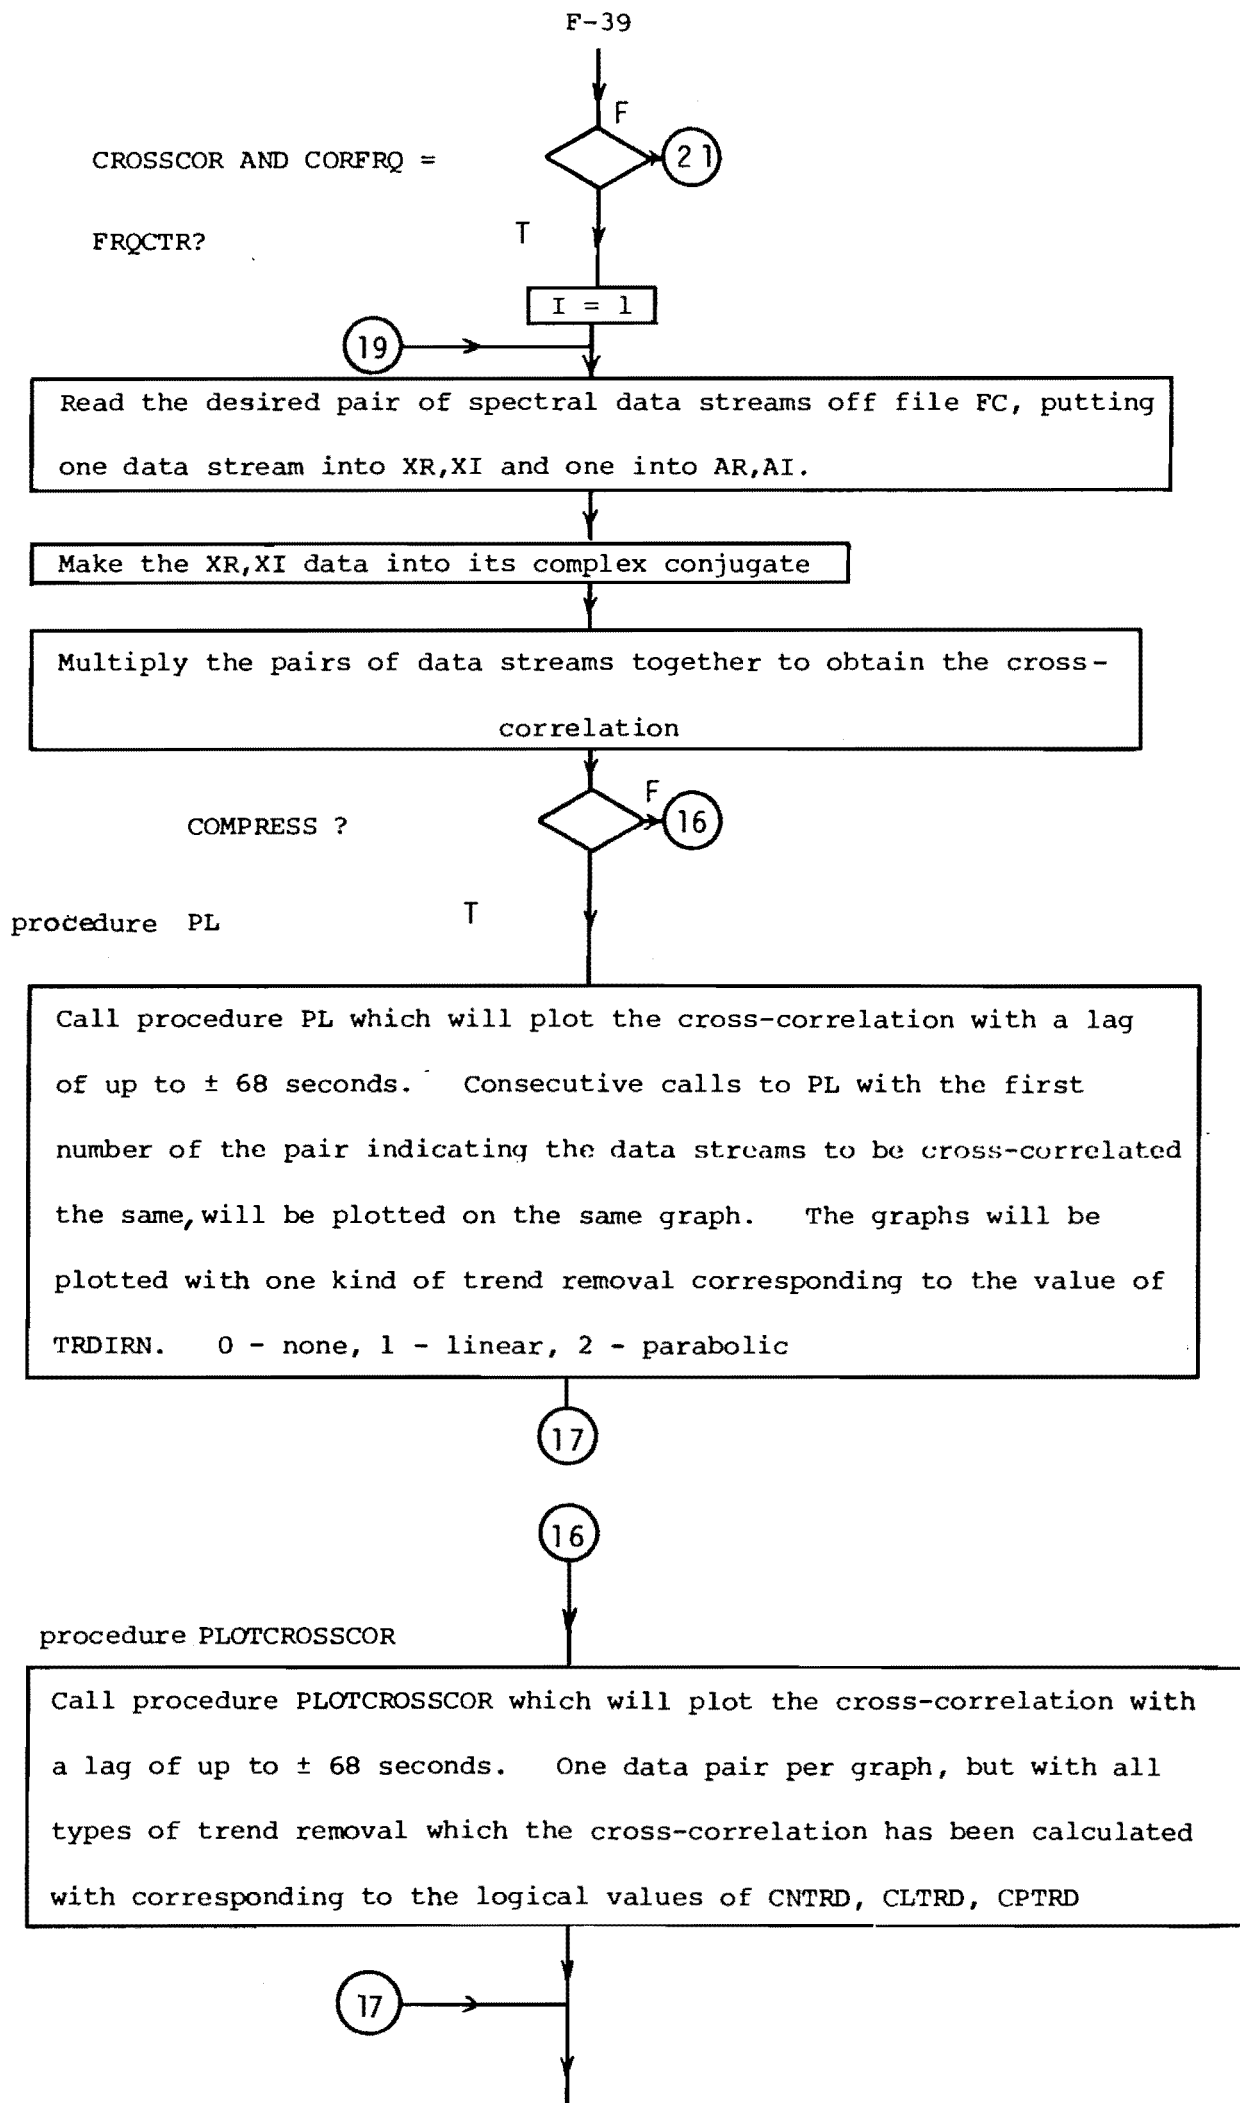 F-39
F
CROSSCOR AND CORFRQ =
21
FRQCTR?
T
I = 1
19
Read the desired pair of spectral data streams off file FC, putting
one data stream into XR,XI and one into AR,AI.
Make the XR,XI data into its complex conjugate
Multiply the pairs of data streams together to obtain the cross-
correlation
F
COMPRESS ?
16
T
procedure PL
Call procedure PL which will plot the cross-correlation with a lag
of up to ± 68 seconds. Consecutive calls to PL with the first
number of the pair indicating the data streams to be cross-correlated
the same, will be plotted on the same graph. The graphs will be
plotted with one kind of trend removal corresponding to the value of
TRDIRN. 0 - none, 1 - linear, 2 - parabolic
17
16
procedure PLOTCROSSCOR
Call procedure PLOTCROSSCOR which will plot the cross-correlation with
a lag of up to ± 68 seconds. One data pair per graph, but with all
types of trend removal which the cross-correlation has been calculated
with corresponding to the logical values of CNTRD, CLTRD, CPTRD
17